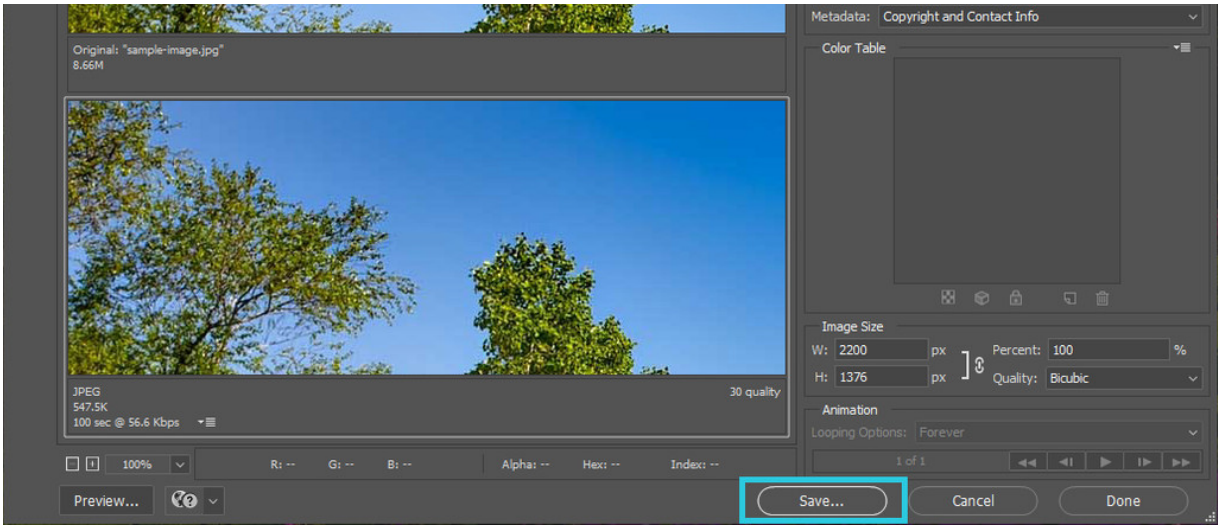 Metadata: Copyright and Contact Info
Original: "sample-image.jpg"
8.66M
Color Table
Image Size
W: 2200 px Percent: 100 %
H: 1376 px Quality: Bicubic
JPEG 30 quality
547.5K
100 sec @ 56.6 Kbps
Animation
Looping Options: Forever
1 of 1
100% R: -- G: -- B: -- Alpha: -- Hex: -- Index: --
Preview... Save... Cancel Done